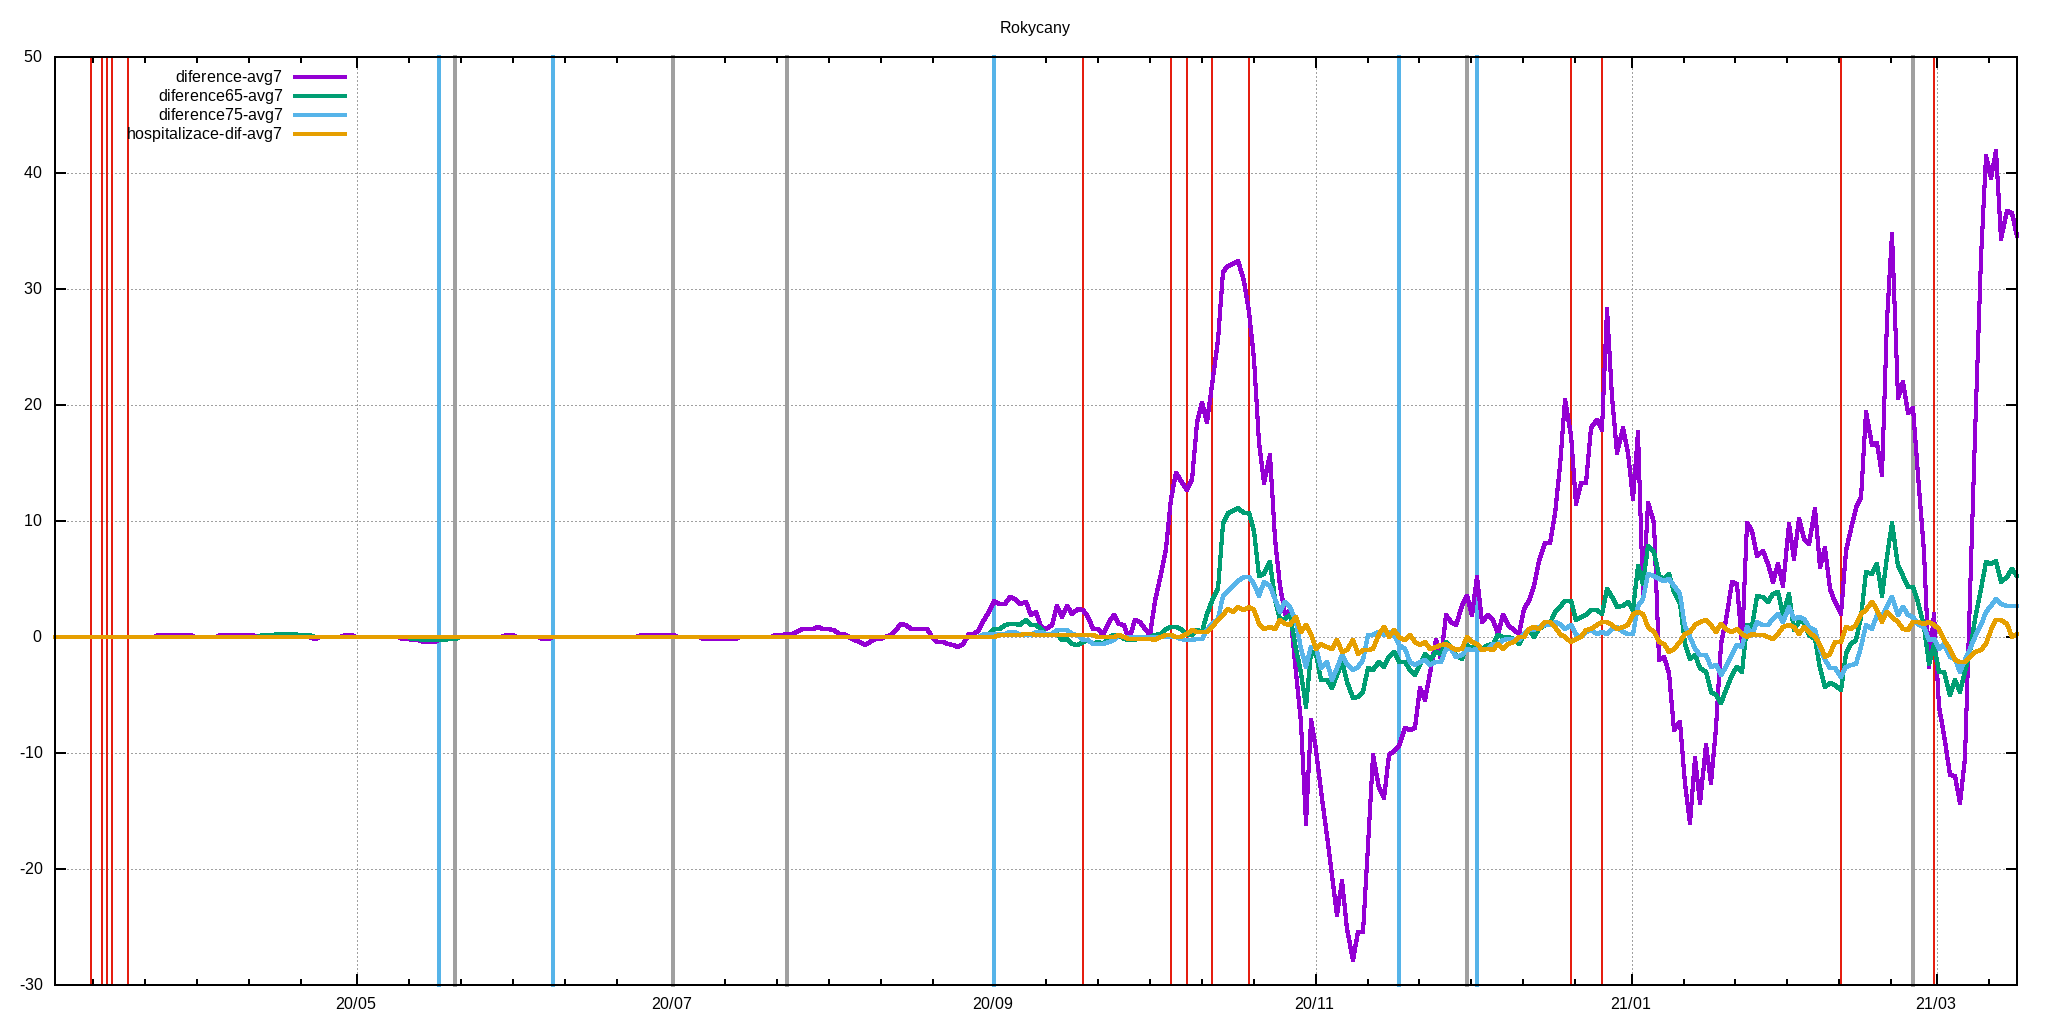 Rokycany
50
40
30
20
10
0
-10
-20
-30
diference-avg7
diference65-avg7
diference75-avg7
hospitalizace-dif-avg7
20/05 20/07 20/09 20/11 21/01 21/03